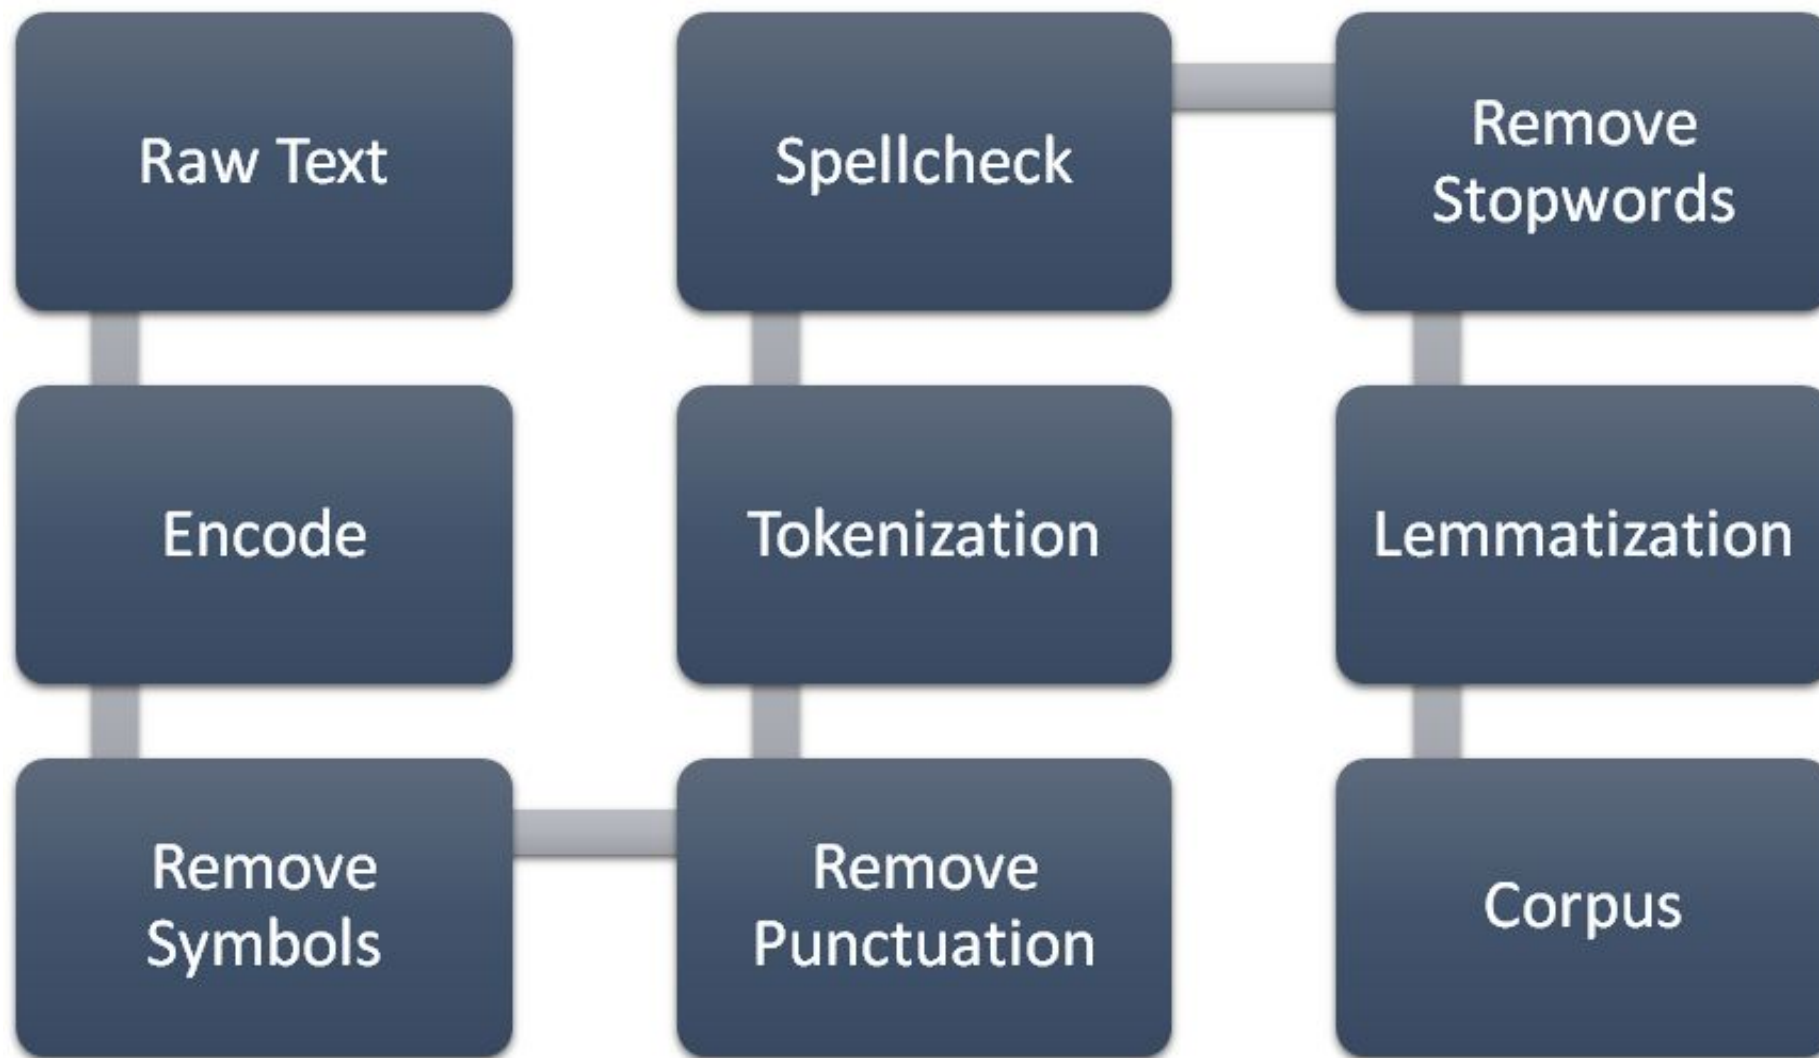 Raw Text
Encode
Remove
Symbols
Remove
Punctuation
Tokenization
Spellcheck
Remove
Stopwords
Lemmatization
Corpus